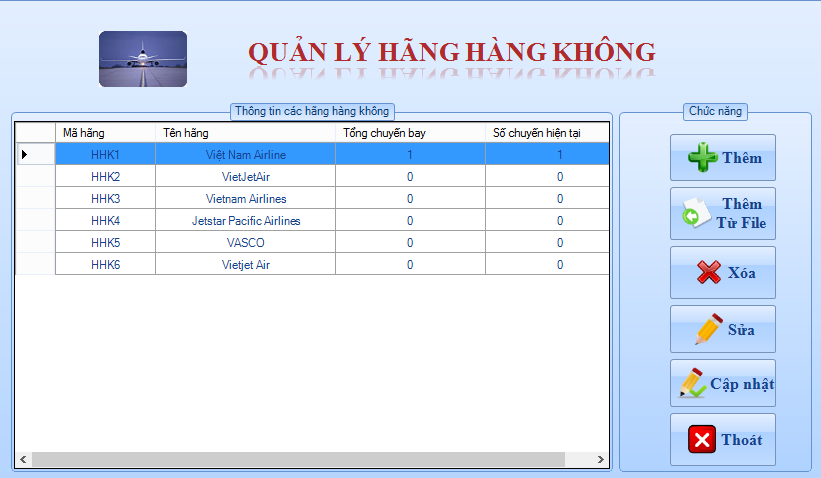 QUẢN LÝ HÃNG HÀNG KHÔNG
Thông tin các hãng hàng không
Mã hãng Tên hãng Tổng chuyến bay Số chuyến hiện tại
HHK1 Việt Nam Airline 1 1
HHK2 VietJetAir 0 0
HHK3 Vietnam Airlines 0 0
HHK4 Jetstar Pacific Airlines 0 0
HHK5 VASCO 0 0
HHK6 Vietjet Air 0 0
Chức năng
Thêm
Thêm
Từ File
Xóa
Sửa
Cập nhật
Thoát